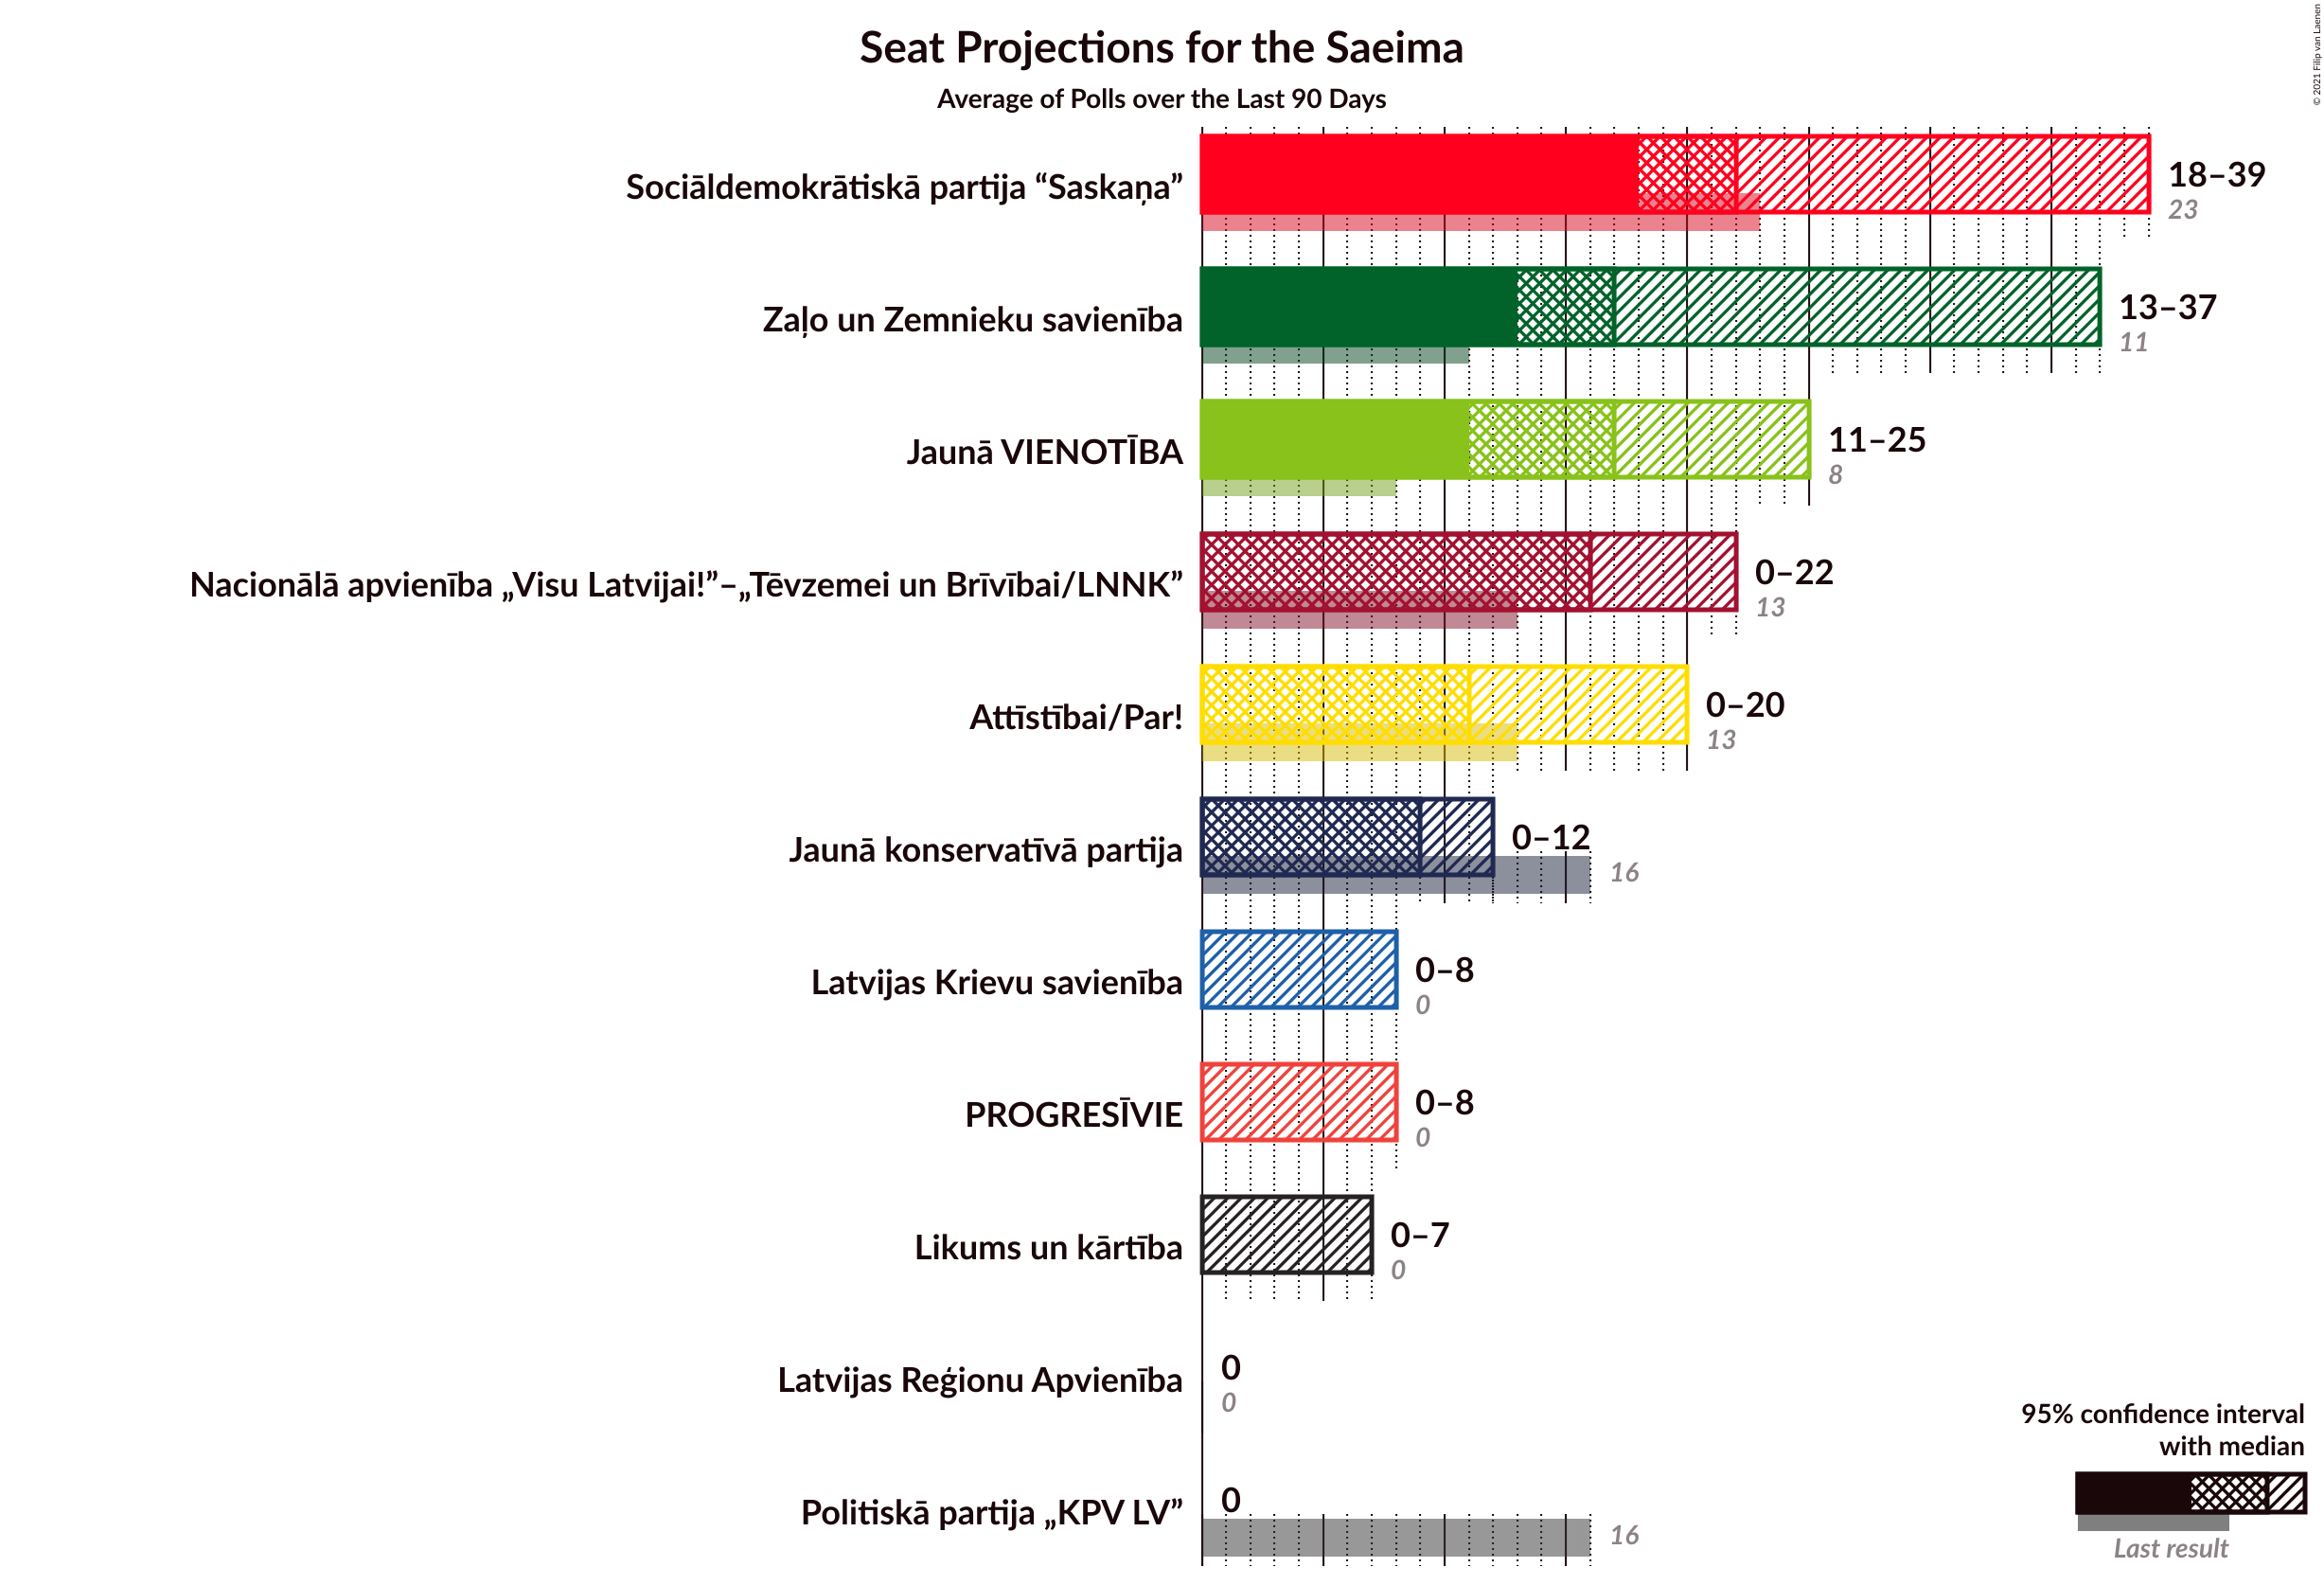 Seat Projections for the Saeima
Average of Polls over the Last 90 Days
© 2021 Filip van Laenen
Sociāldemokrātiskā partija “Saskaņa”
18–39
23
Zaļo un Zemnieku savienība
13–37
11
Jaunā VIENOTĪBA
11–25
8
Nacionālā apvienība „Visu Latvijai!”–„Tēvzemei un Brīvībai/LNNK”
0–22
13
Attīstībai/Par!
0–20
13
Jaunā konservatīvā partija
0–12
16
Latvijas Krievu savienība
0–8
0
PROGRESĪVIE
0–8
0
Likums un kārtība
0–7
0
Latvijas Reģionu Apvienība
0
0
Politiskā partija „KPV LV”
0
16
95% confidence interval
with median
Last result